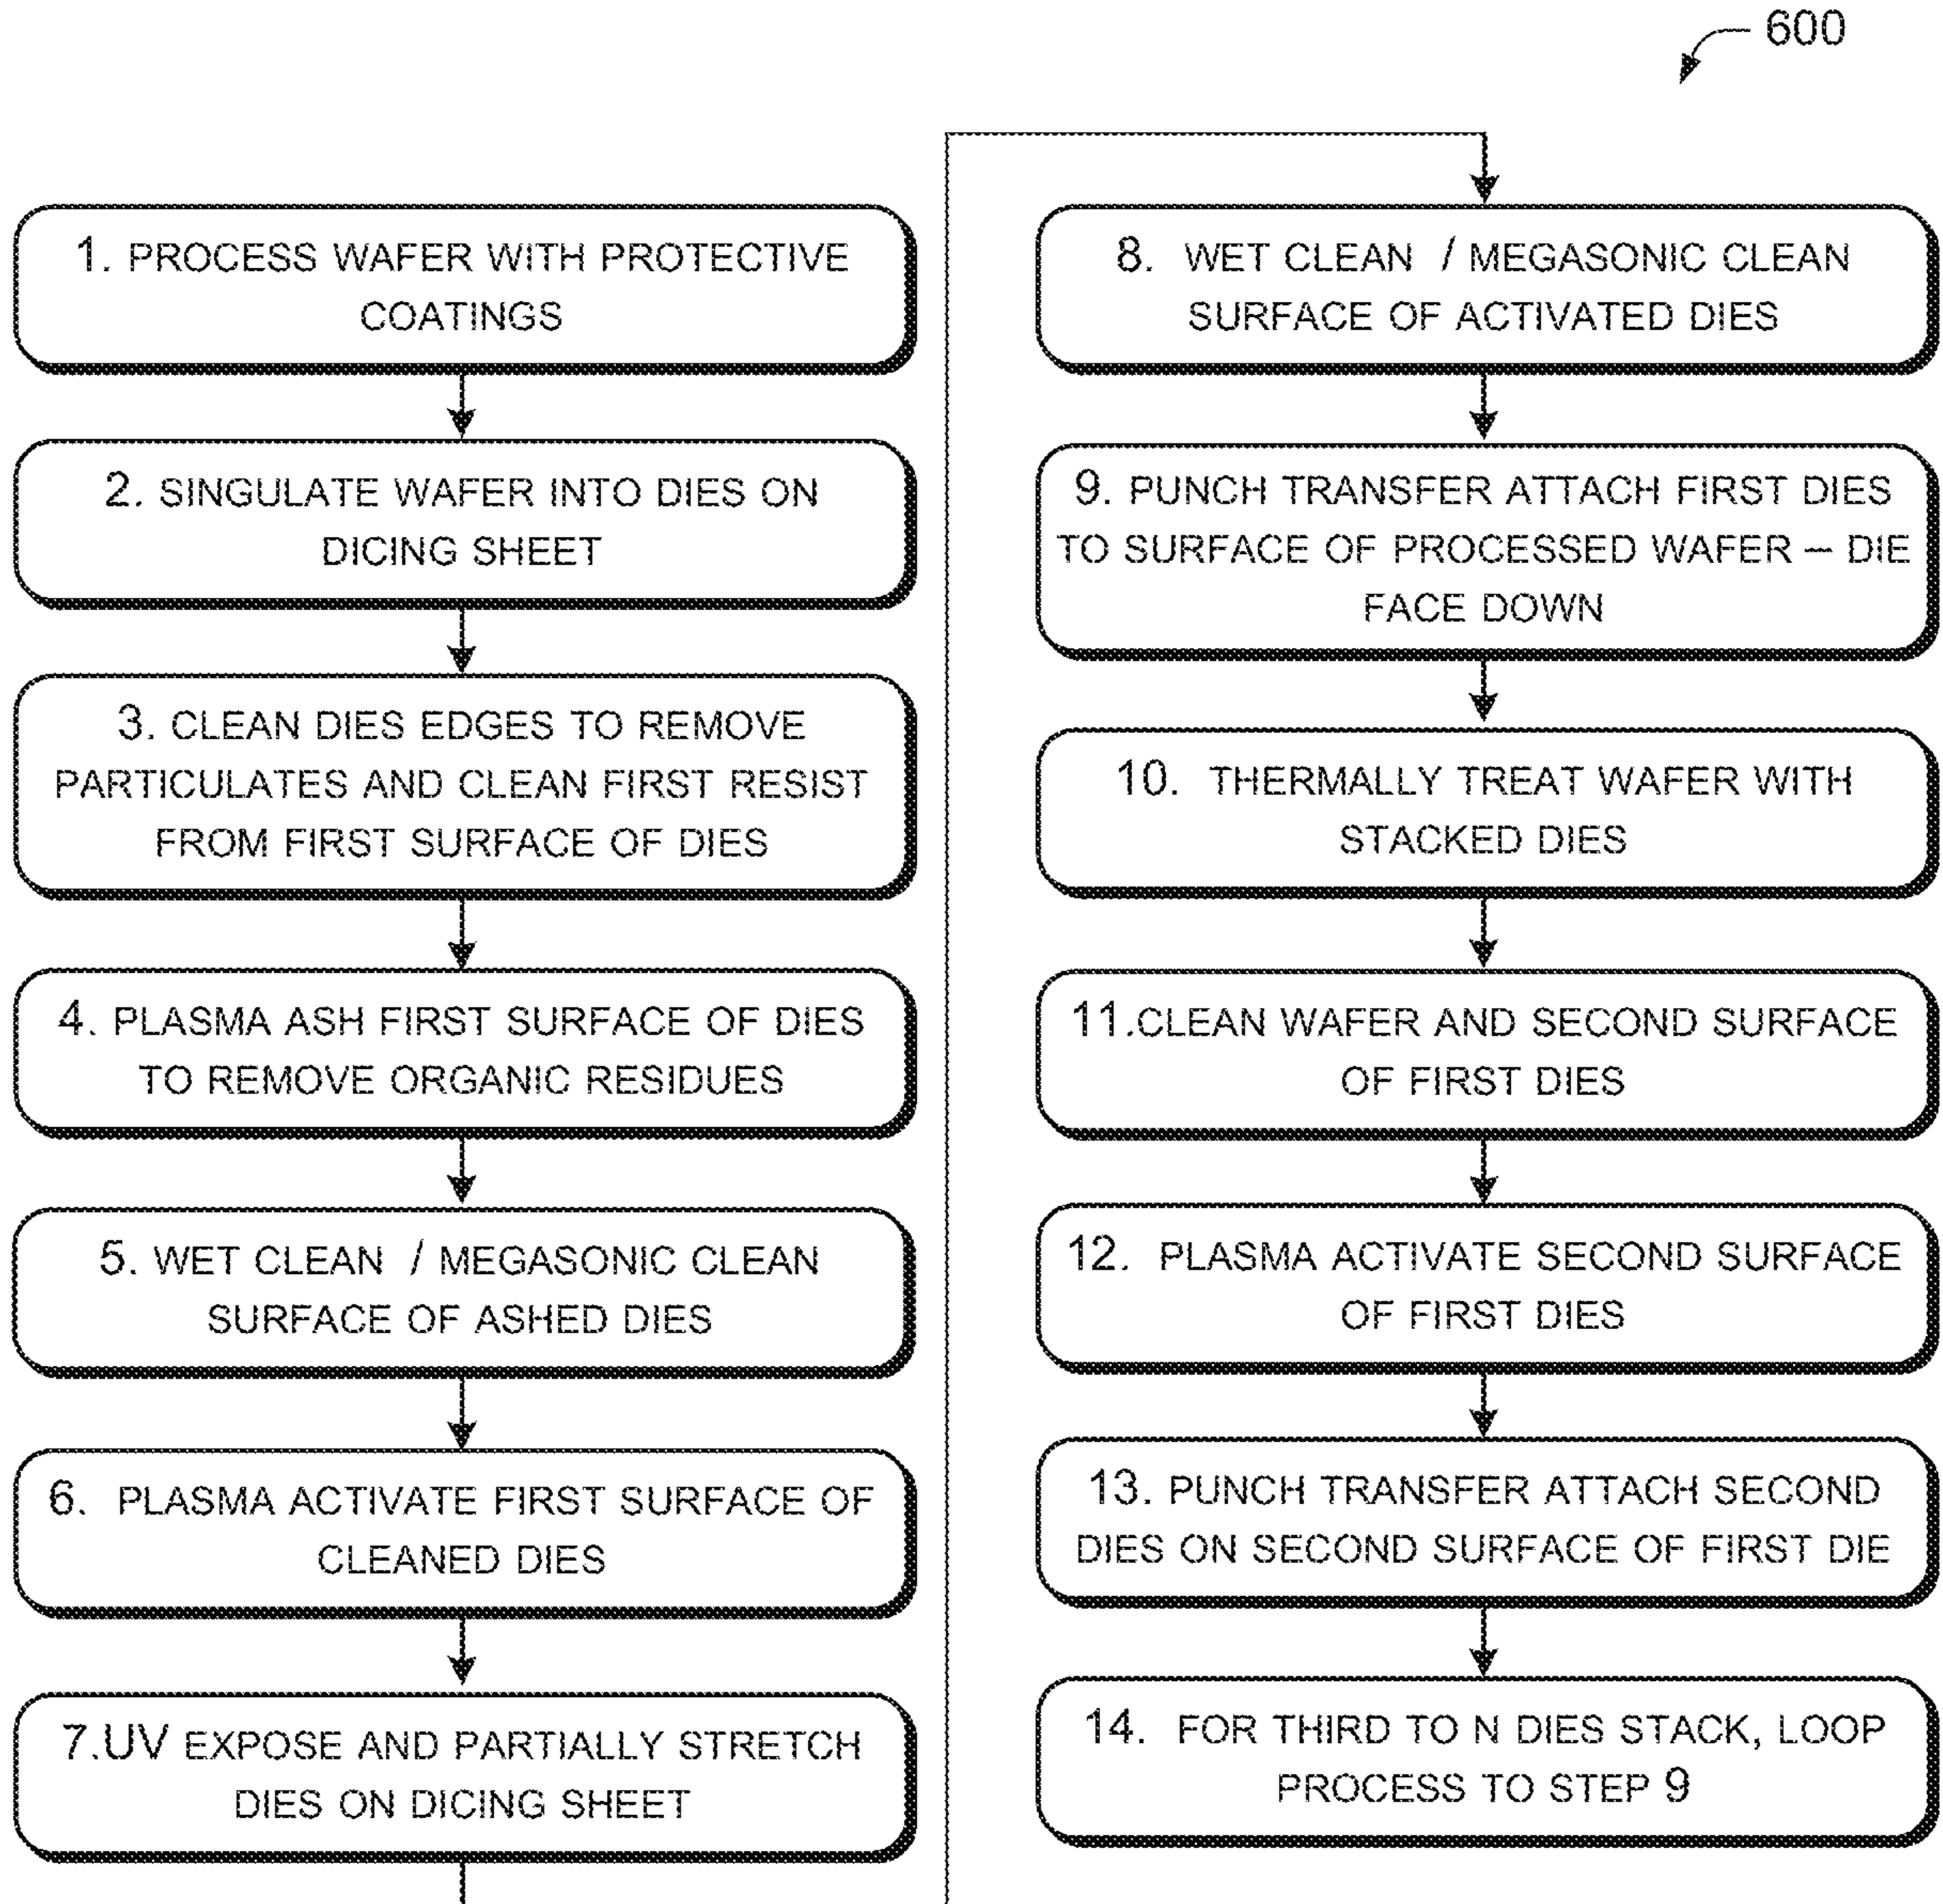 600
1. PROCESS WAFER WITH PROTECTIVE
COATINGS
2. SINGULATE WAFER INTO DIES ON
DICING SHEET
3. CLEAN DIES EDGES TO REMOVE
PARTICULATES AND CLEAN FIRST RESIST
FROM FIRST SURFACE OF DIES
4. PLASMA ASH FIRST SURFACE OF DIES
TO REMOVE ORGANIC RESIDUES
5. WET CLEAN / MEGASONIC CLEAN
SURFACE OF ASHED DIES
6. PLASMA ACTIVATE FIRST SURFACE OF
CLEANED DIES
7.UV EXPOSE AND PARTIALLY STRETCH
DIES ON DICING SHEET
8. WET CLEAN / MEGASONIC CLEAN
SURFACE OF ACTIVATED DIES
9. PUNCH TRANSFER ATTACH FIRST DIES
TO SURFACE OF PROCESSED WAFER – DIE
FACE DOWN
10. THERMALLY TREAT WAFER WITH
STACKED DIES
11.CLEAN WAFER AND SECOND SURFACE
OF FIRST DIES
12. PLASMA ACTIVATE SECOND SURFACE
OF FIRST DIES
13. PUNCH TRANSFER ATTACH SECOND
DIES ON SECOND SURFACE OF FIRST DIE
14. FOR THIRD TO N DIES STACK, LOOP
PROCESS TO STEP 9